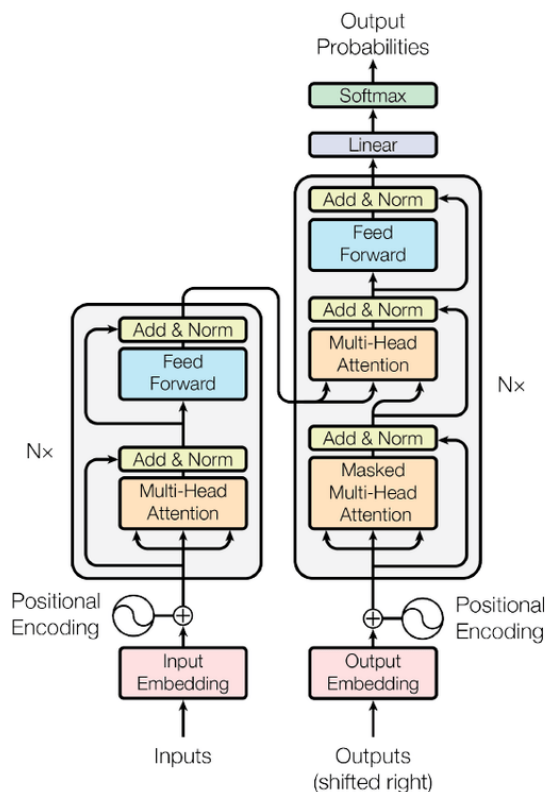 Output
Probabilities
Softmax
Linear
Add & Norm
Feed
Forward
Add & Norm
Multi-Head
Attention
Add & Norm
Masked
Multi-Head
Attention
N×
Add & Norm
Feed
Forward
Add & Norm
Multi-Head
Attention
Nx
Positional
Encoding
Positional
Encoding
Input
Embedding
Output
Embedding
Inputs
Outputs
(shifted right)